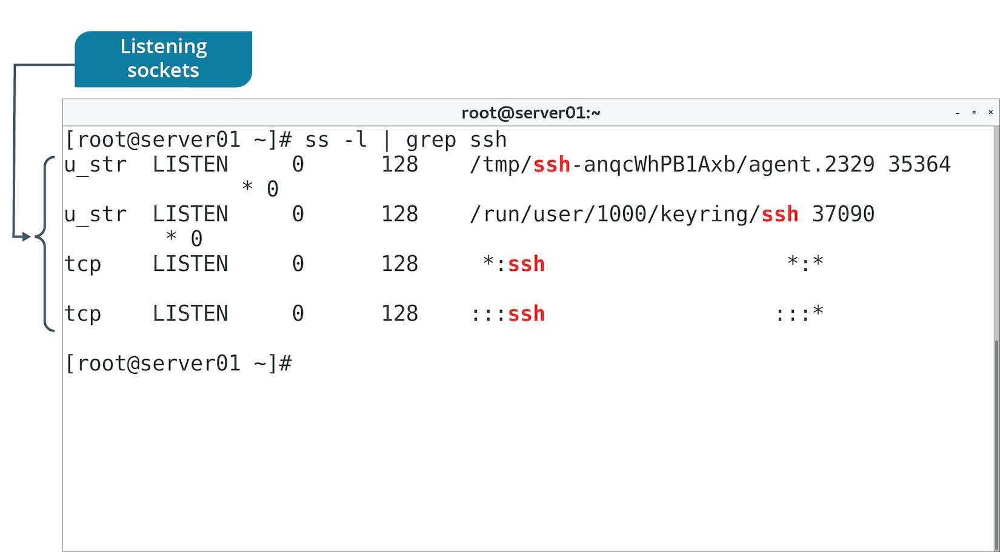 Listening
sockets
root@server01:~
[root@server01 ~]# ss -l | grep ssh
u_str  LISTEN     0      128    /tmp/ssh-anqcWhPB1Axb/agent.2329 35364
              * 0
u_str  LISTEN     0      128    /run/user/1000/keyring/ssh 37090
        * 0
tcp    LISTEN     0      128     *:ssh                   *:*
tcp    LISTEN     0      128    :::ssh                  :::*
[root@server01 ~]#